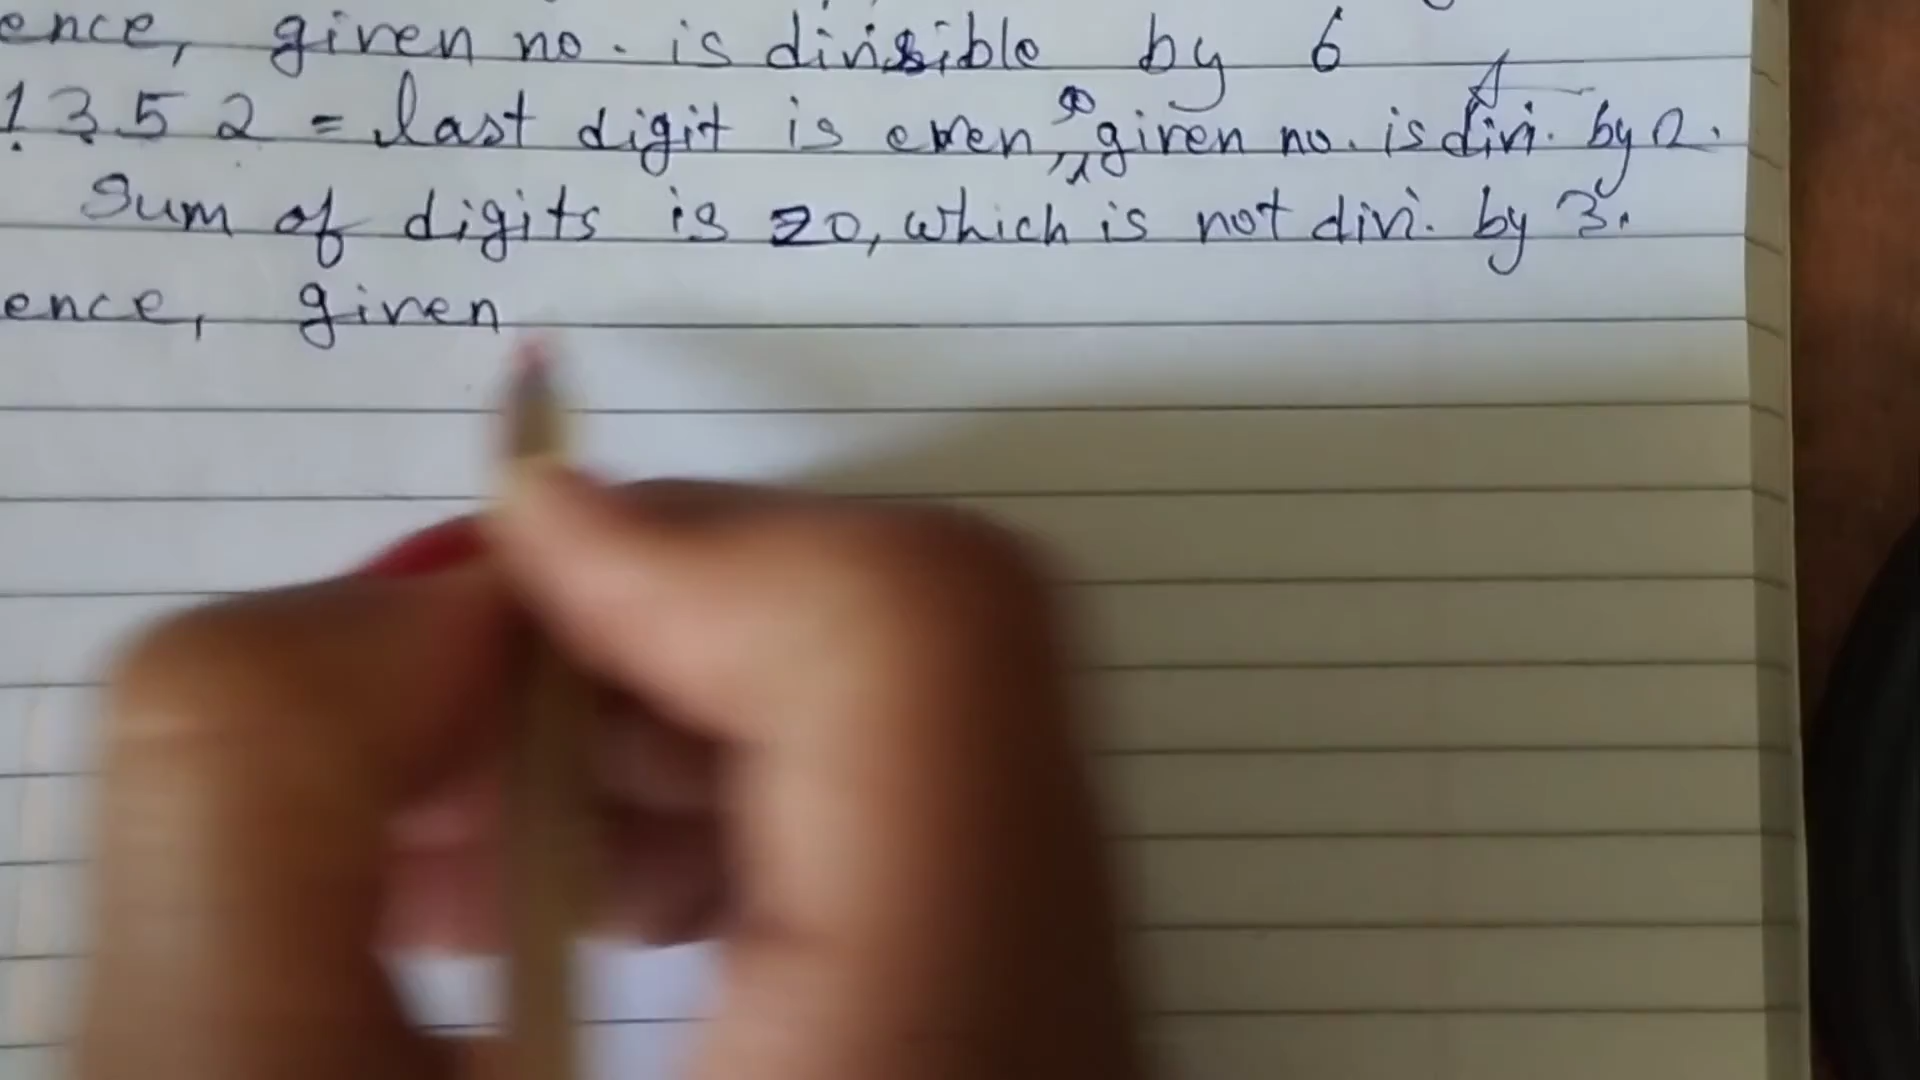 ence, given no. is divisible by 6
1352 = last digit is even, so given no. is divi. by 2.
Sum of digits is 20, which is not divi. by 3.
ence, given